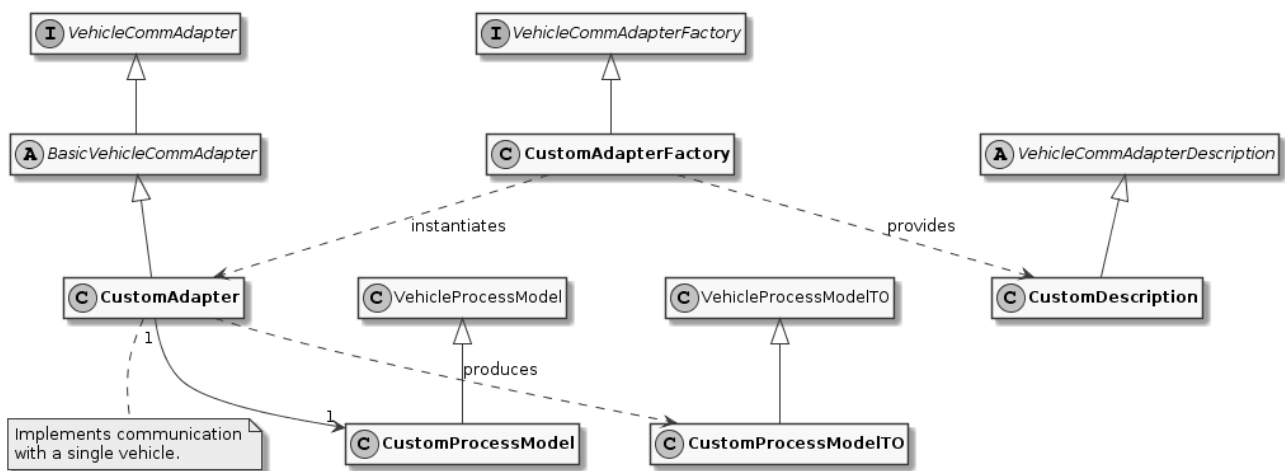 I VehicleCommAdapter
I VehicleCommAdapterFactory
A BasicVehicleCommAdapter
C CustomAdapterFactory
A VehicleCommAdapterDescription
instantiates
provides
C CustomAdapter
C VehicleProcessModel
C VehicleProcessModelTO
C CustomDescription
1
produces
1
Implements communication
with a single vehicle.
C CustomProcessModel
C CustomProcessModelTO